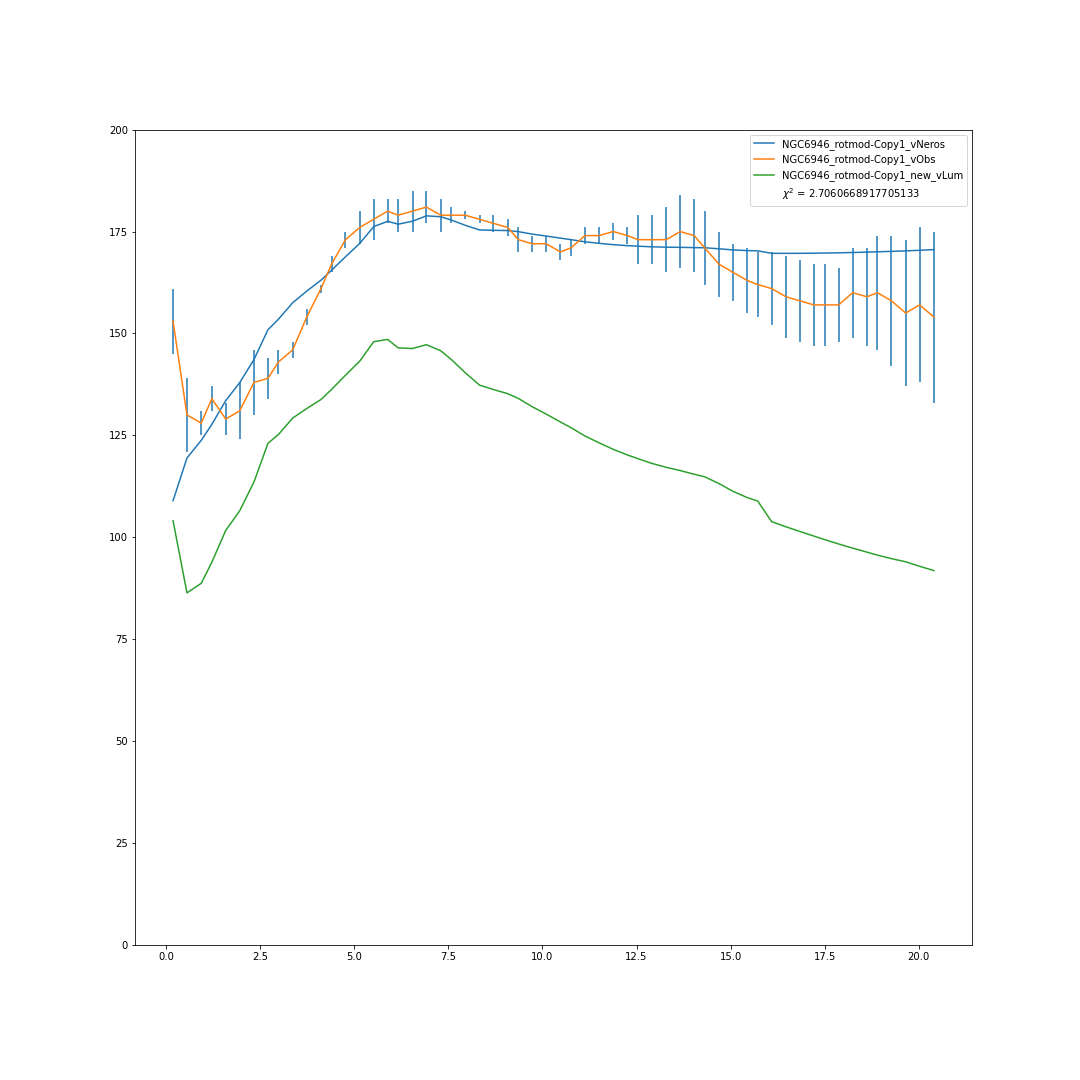 200
175
150
125
100
75
50
25
0
0.0 2.5 5.0 7.5 10.0 12.5 15.0 17.5 20.0
NGC6946_rotmod-Copy1_vNeros
NGC6946_rotmod-Copy1_vObs
NGC6946_rotmod-Copy1_new_vLum
χ² = 2.7060668917705133